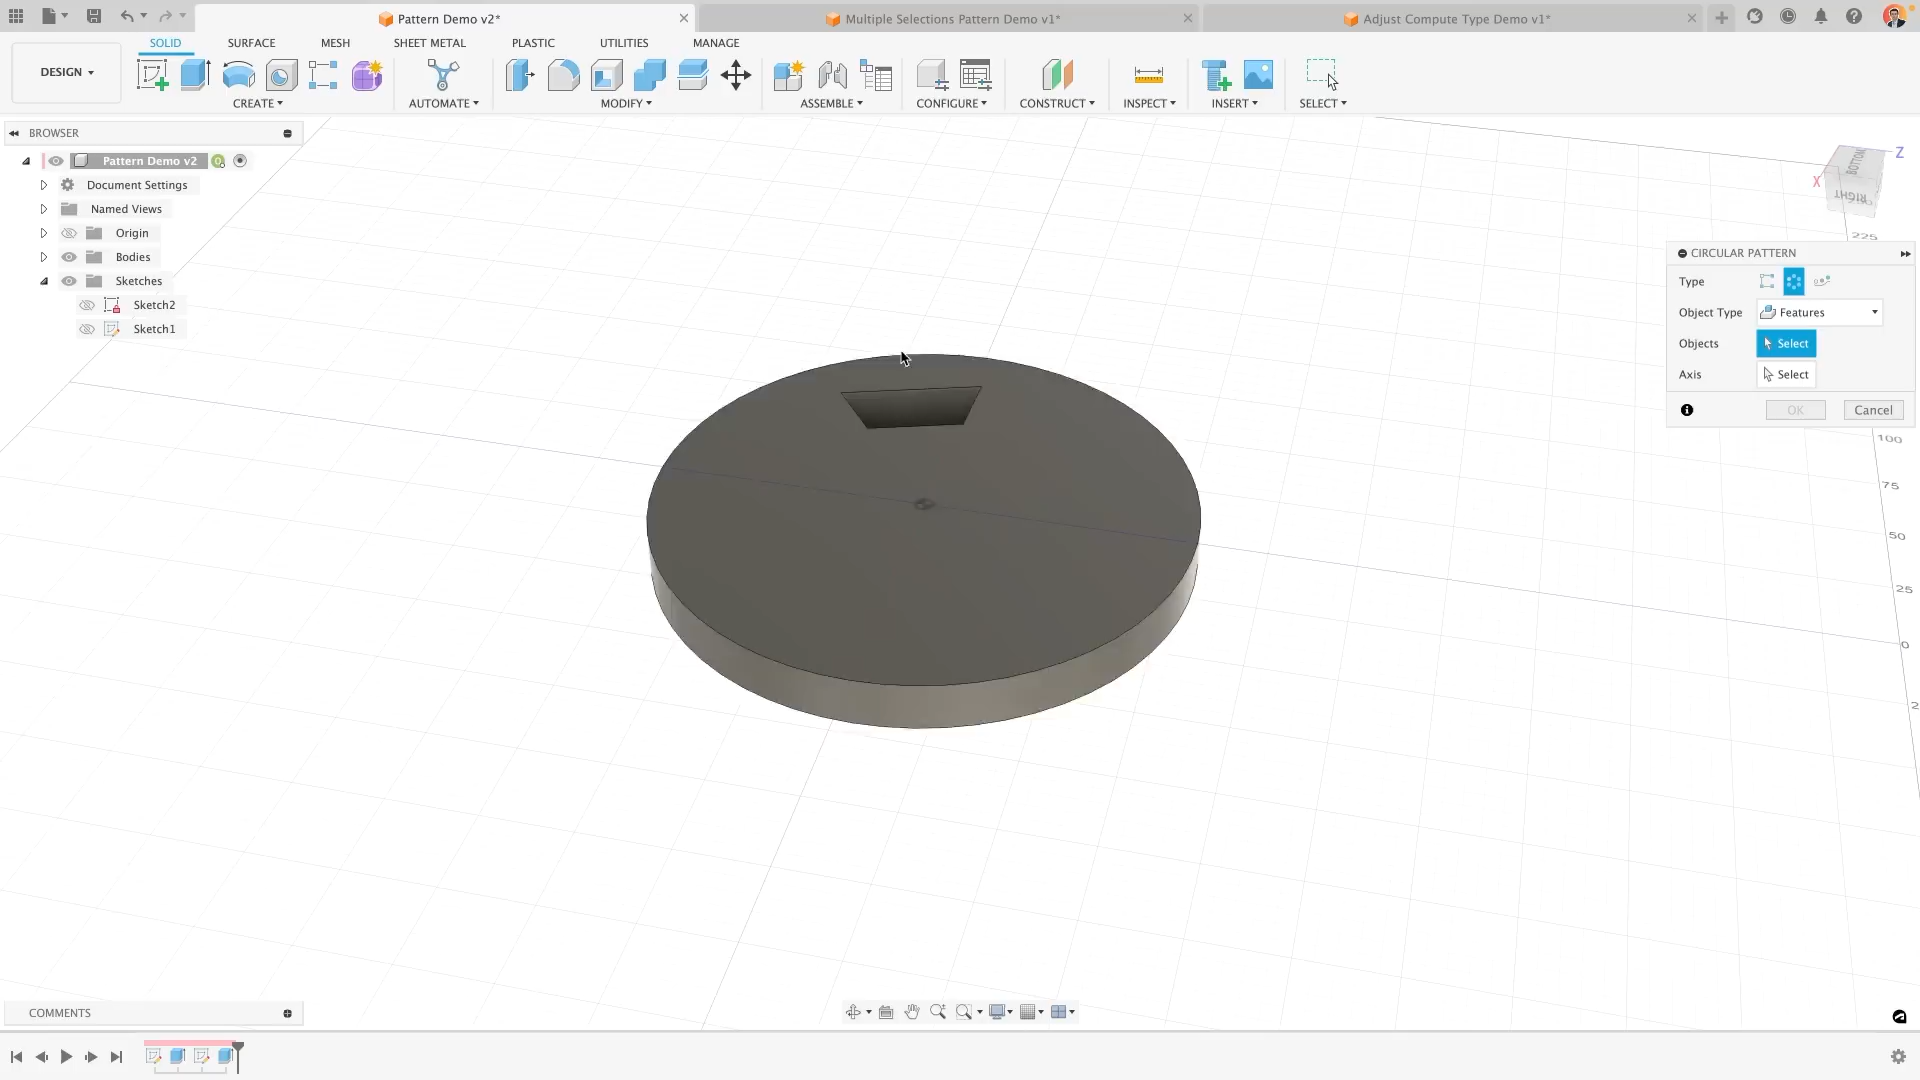 Pattern Demo v2*
Multiple Selections Pattern Demo v1*
Adjust Compute Type Demo v1*
SOLID
SURFACE
MESH
SHEET METAL
PLASTIC
UTILITIES
MANAGE
DESIGN
CREATE
AUTOMATE
MODIFY
ASSEMBLE
CONFIGURE
CONSTRUCT
INSPECT
INSERT
SELECT
BROWSER
Pattern Demo v2
Document Settings
Named Views
Origin
Bodies
Sketches
Sketch2
Sketch1
BOTTOM
RIGHT
Z
X
225
CIRCULAR PATTERN
Type
Object Type Features
Objects Select
Axis Select
OK Cancel
100
75
50
25
0
2
COMMENTS